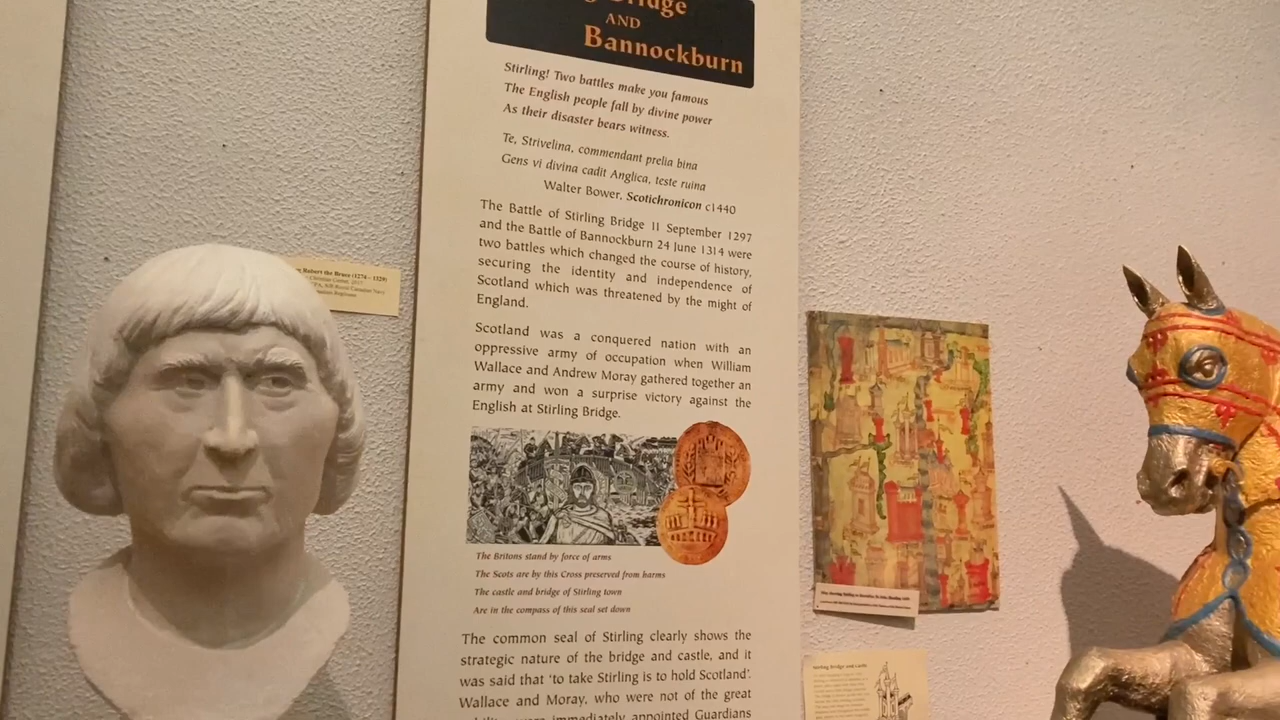 Bridge
AND
Bannockburn
Stirling! Two battles make you famous
The English people fall by divine power
As their disaster bears witness.
Te, Strivelina, commendant prelia bina
Gens vi divina cadit Anglica, teste ruina
Walter Bower, Scotichronicon c1440
The Battle of Stirling Bridge 11 September 1297
and the Battle of Bannockburn 24 June 1314 were
two battles which changed the course of history,
securing the identity and independence of
Scotland which was threatened by the might of
England.
Scotland was a conquered nation with an
oppressive army of occupation when William
Wallace and Andrew Moray gathered together an
army and won a surprise victory against the
English at Stirling Bridge.
The Britons stand by force of arms
The Scots are by this Cross preserved from harms
The castle and bridge of Stirling town
Are in the compass of this seal set down
The common seal of Stirling clearly shows the
strategic nature of the bridge and castle, and it
was said that 'to take Stirling is to hold Scotland'.
Wallace and Moray, who were not of the great
were immediately appointed Guardians
Robert the Bruce (1274 - 1329)
Royal Canadian Navy
Stirling Bridge and Castle